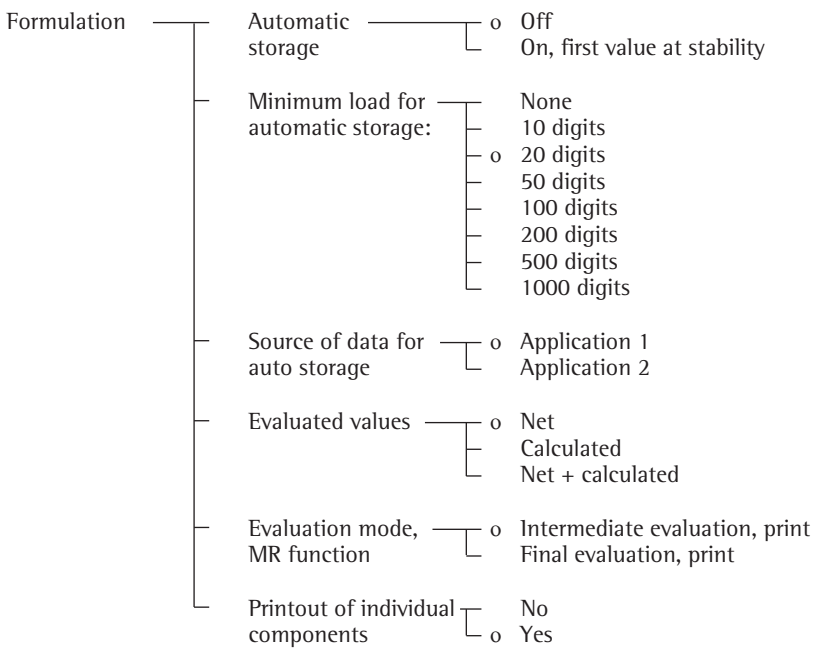 Formulation Automatic o Off
storage On, first value at stability
Minimum load for None
automatic storage: 10 digits
o 20 digits
50 digits
100 digits
200 digits
500 digits
1000 digits
Source of data for o Application 1
auto storage Application 2
Evaluated values o Net
Calculated
Net + calculated
Evaluation mode, o Intermediate evaluation, print
MR function Final evaluation, print
Printout of individual No
components o Yes